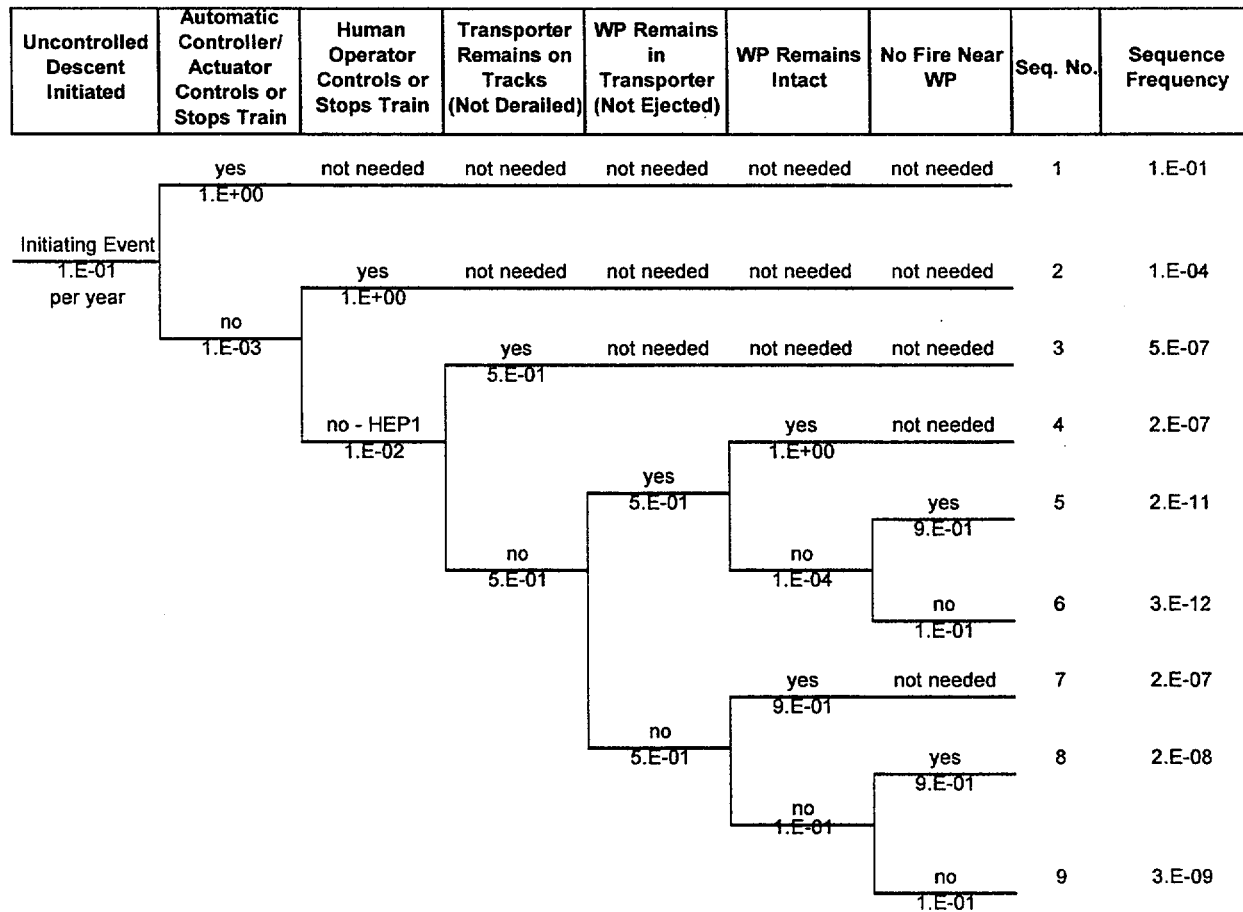 Uncontrolled
Descent
Initiated
Automatic
Controller/
Actuator
Controls or
Stops Train
Human
Operator
Controls or
Stops Train
Transporter
Remains on
Tracks
(Not Derailed)
WP Remains
in
Transporter
(Not Ejected)
WP Remains
Intact
No Fire Near
WP
Seq. No.
Sequence
Frequency
yes not needed not needed not needed not needed not needed 1 1.E-01
1.E+00
Initiating Event
1.E-01
per year
yes not needed not needed not needed not needed 2 1.E-04
1.E+00
no
1.E-03
yes not needed not needed not needed 3 5.E-07
5.E-01
no - HEP1
1.E-02
yes not needed 4 2.E-07
1.E+00
yes
5.E-01
yes 5 2.E-11
9.E-01
no
5.E-01
no
1.E-04
no 6 3.E-12
1.E-01
yes not needed 7 2.E-07
9.E-01
no
5.E-01
yes 8 2.E-08
9.E-01
no
1.E-01
no 9 3.E-09
1.E-01